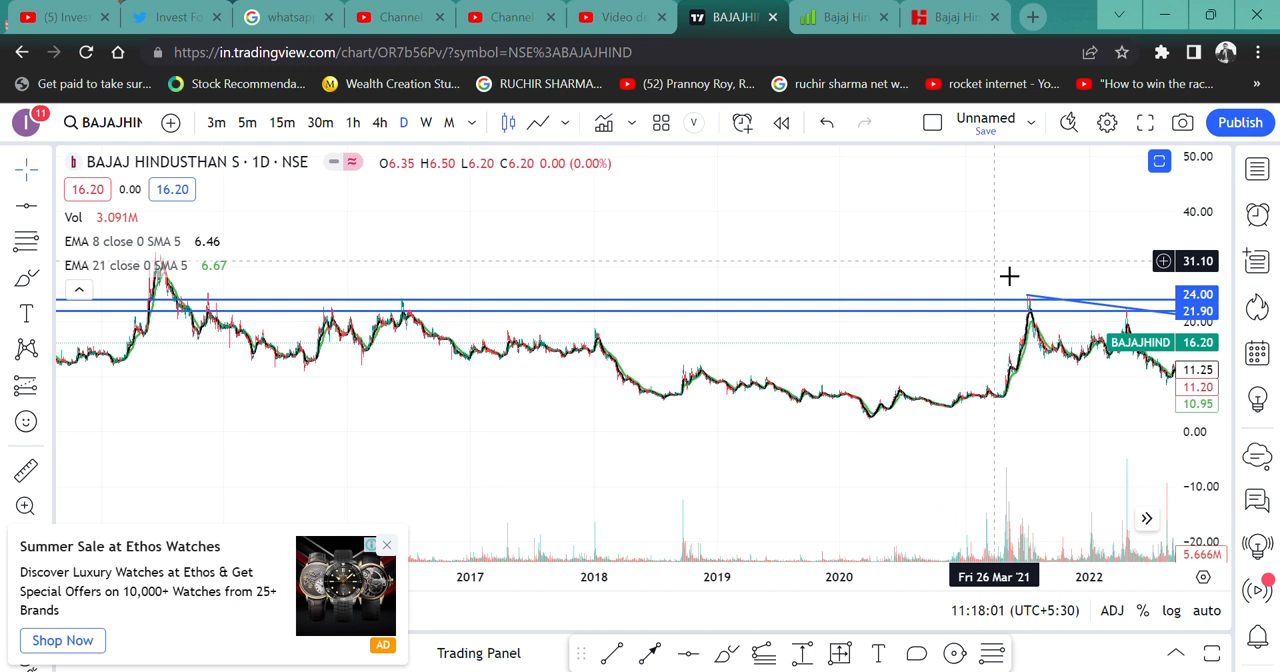 (5) Invest
Invest Fo
whatsapp
Channel
Channel
Video de
BAJAJHI
Bajaj Hin
Bajaj Hin
https://in.tradingview.com/chart/OR7b56Pv/?symbol=NSE%3ABAJAJHIND
Get paid to take sur...
Stock Recommenda...
Wealth Creation Stu...
RUCHIR SHARMA...
(52) Prannoy Roy, R...
ruchir sharma net w...
rocket internet - Yo...
"How to win the rac...
»
I
11
BAJAJHIN
3m
5m
15m
30m
1h
4h
D
W
M
V
Unnamed
Save
Publish
b
BAJAJ HINDUSTHAN S · 1D · NSE
O6.35 H6.50 L6.20 C6.20 0.00 (0.00%)
16.20
0.00
16.20
Vol 3.091M
EMA 8 close 0 SMA 5 6.46
EMA 21 close 0 SMA 5 6.67
50.00
40.00
31.10
24.00
21.90
20.00
BAJAJHIND 16.20
11.25
11.20
10.95
0.00
-10.00
-20.00
5.666M
2017
2018
2019
2020
Fri 26 Mar '21
2022
11:18:01 (UTC+5:30)
ADJ
%
log
auto
Summer Sale at Ethos Watches
Discover Luxury Watches at Ethos & Get
Special Offers on 10,000+ Watches from 25+
Brands
Shop Now
AD
Trading Panel
T